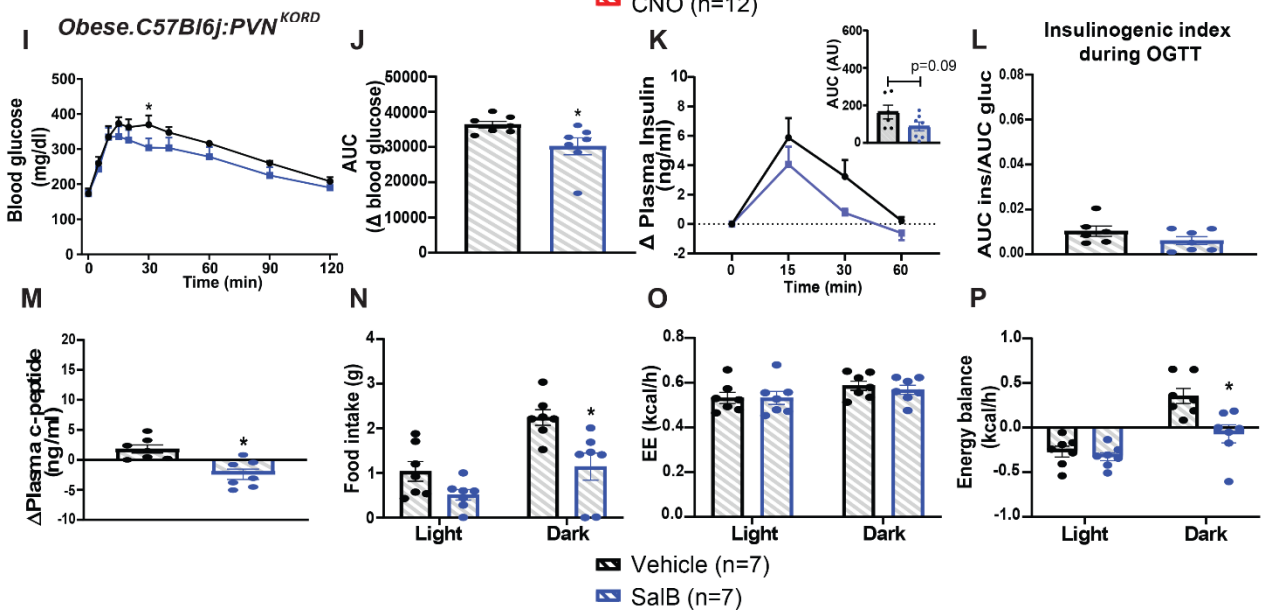 CNO (n=12)
Obese.C57Bl6j:PVN^KORD
I
Blood glucose
(mg/dl)
500
400
300
200
100
0
*
0 30 60 90 120
Time (min)
J
AUC
(Δ blood glucose)
50000
40000
30000
20000
10000
0
*
K
Δ Plasma Insulin
(ng/ml)
10
8
6
4
2
0
-2
0 15 30 60
Time (min)
AUC (AU)
600
400
200
0
p=0.09
L
Insulinogenic index
during OGTT
AUC ins/AUC gluc
0.08
0.06
0.04
0.02
0.00
M
ΔPlasma c-peptide
(ng/ml)
20
15
10
5
0
-5
-10
*
N
Food intake (g)
4
3
2
1
0
*
Light Dark
O
EE (kcal/h)
0.8
0.6
0.4
0.2
0.0
Light Dark
P
Energy balance
(kcal/h)
1.0
0.5
0.0
-0.5
-1.0
*
Light Dark
Vehicle (n=7)
SalB (n=7)